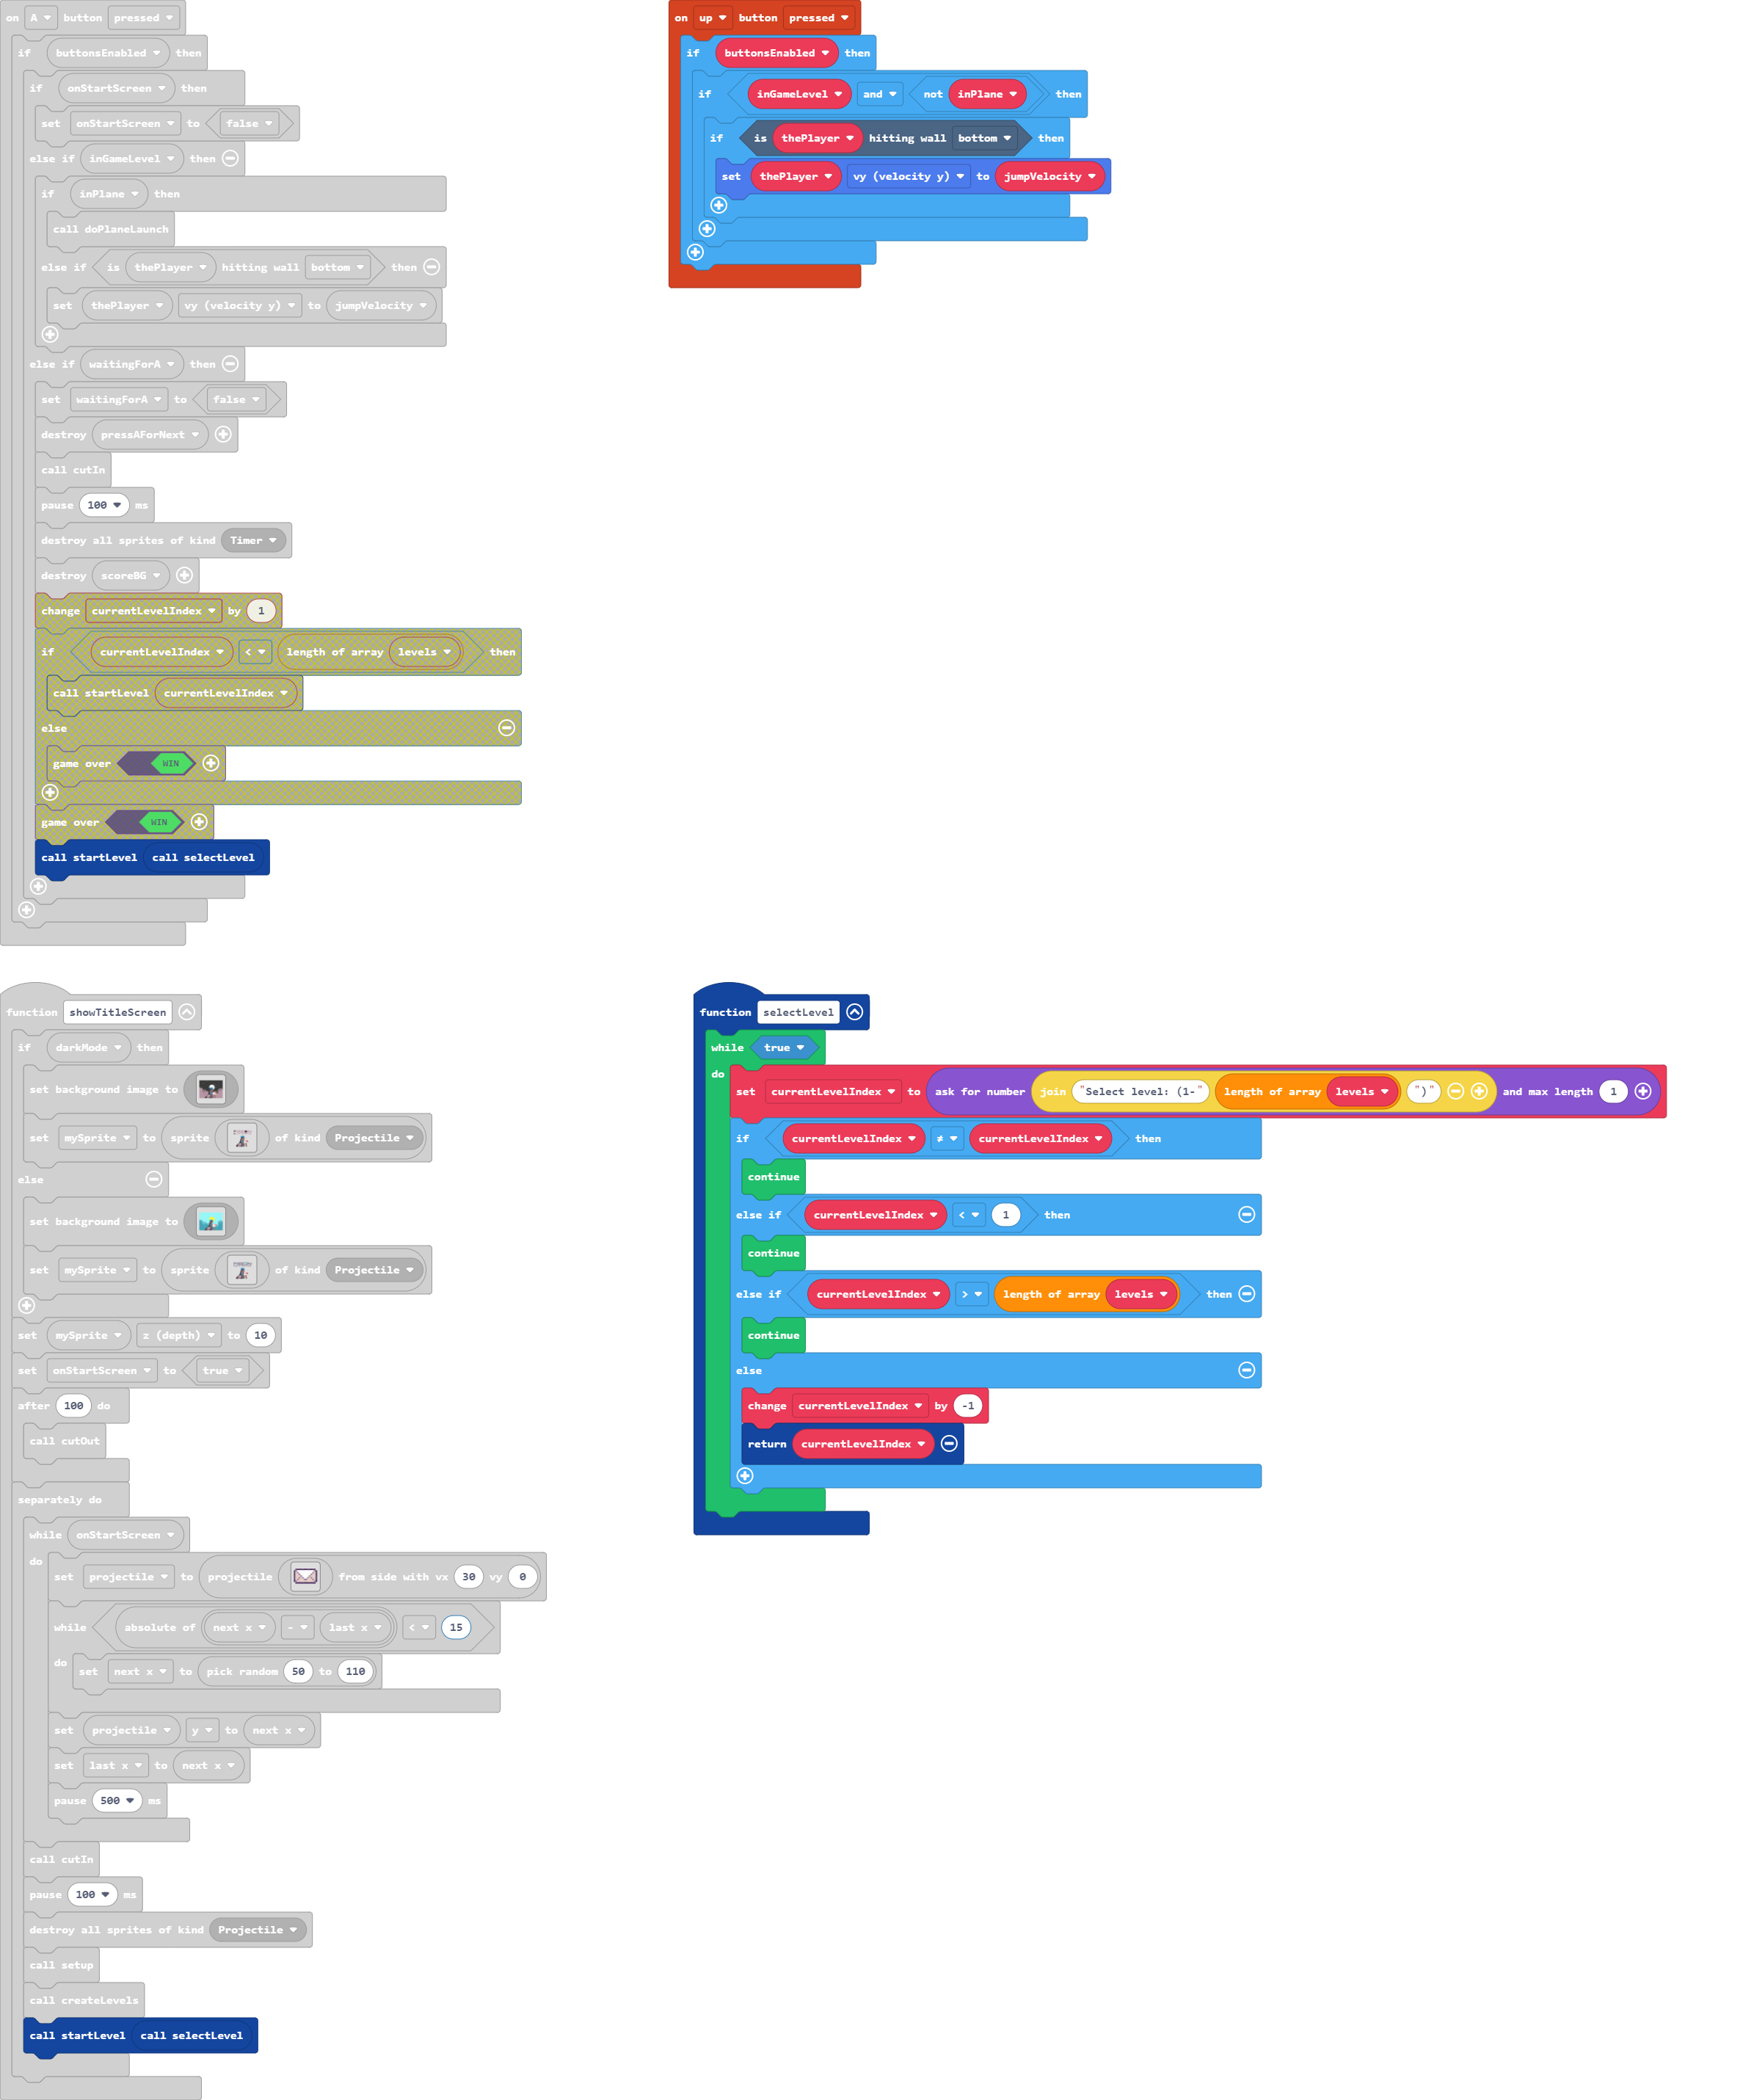 on A button pressed
if buttonsEnabled then
if onStartScreen then
set onStartScreen to false
else if inGameLevel then
if inPlane then
call doPlaneLaunch
else if is thePlayer hitting wall bottom then
set thePlayer vy (velocity y) to jumpVelocity
else if waitingForA then
set waitingForA to false
destroy pressAForNext
call cutIn
pause 100 ms
destroy all sprites of kind Timer
destroy scoreBG
change currentLevelIndex by 1
if currentLevelIndex < length of array levels then
call startLevel currentLevelIndex
else
game over WIN
game over WIN
call startLevel call selectLevel
on up button pressed
if buttonsEnabled then
if inGameLevel and not inPlane then
if is thePlayer hitting wall bottom then
set thePlayer vy (velocity y) to jumpVelocity
function showTitleScreen
if darkMode then
set background image to
set mySprite to sprite of kind Projectile
else
set background image to
set mySprite to sprite of kind Projectile
set mySprite z (depth) to 10
set onStartScreen to true
after 100 do
call cutOut
separately do
while onStartScreen
do
set projectile to projectile from side with vx 30 vy 0
while absolute of next x - last x < 15
do
set next x to pick random 50 to 110
set projectile y to next x
set last x to next x
pause 500 ms
call cutIn
pause 100 ms
destroy all sprites of kind Projectile
call setup
call createLevels
call startLevel call selectLevel
function selectLevel
while true
do
set currentLevelIndex to ask for number join "Select level: (1-" length of array levels ")" and max length 1
if currentLevelIndex ≠ currentLevelIndex then
continue
else if currentLevelIndex < 1 then
continue
else if currentLevelIndex > length of array levels then
continue
else
change currentLevelIndex by -1
return currentLevelIndex